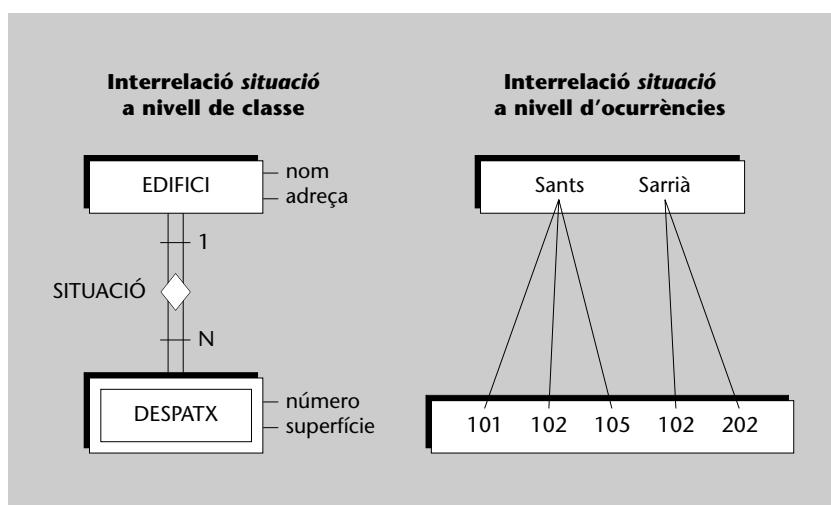 Interrelació situació
a nivell de classe
EDIFICI
nom
adreça
1
SITUACIÓ
N
DESPATX
número
superfície
Interrelació situació
a nivell d'ocurrències
Sants Sarrià
101 102 105 102 202